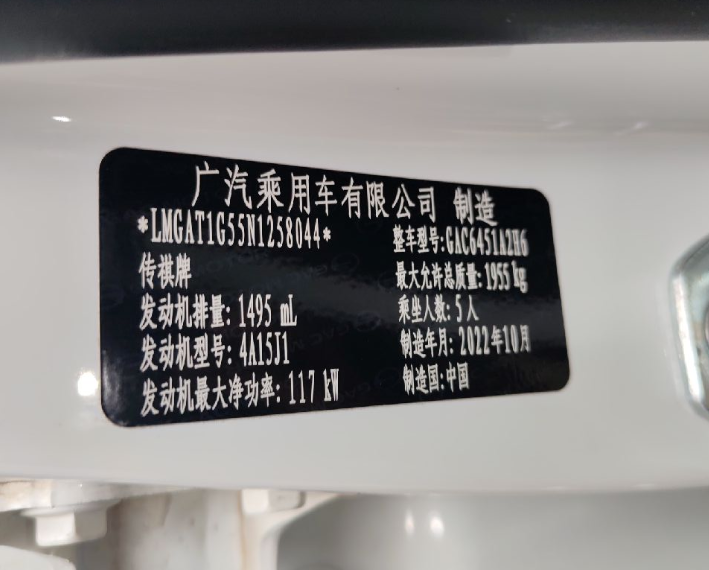 广汽乘用车有限公司 制造
*LMGAT1G55N1258044*
整车型号:GAC6451A2H6
传祺牌
最大允许总质量:1955 kg
发动机排量:1495 mL
乘坐人数:5人
发动机型号:4A15J1
制造年月:2022年10月
发动机最大净功率:117 kW
制造国:中国